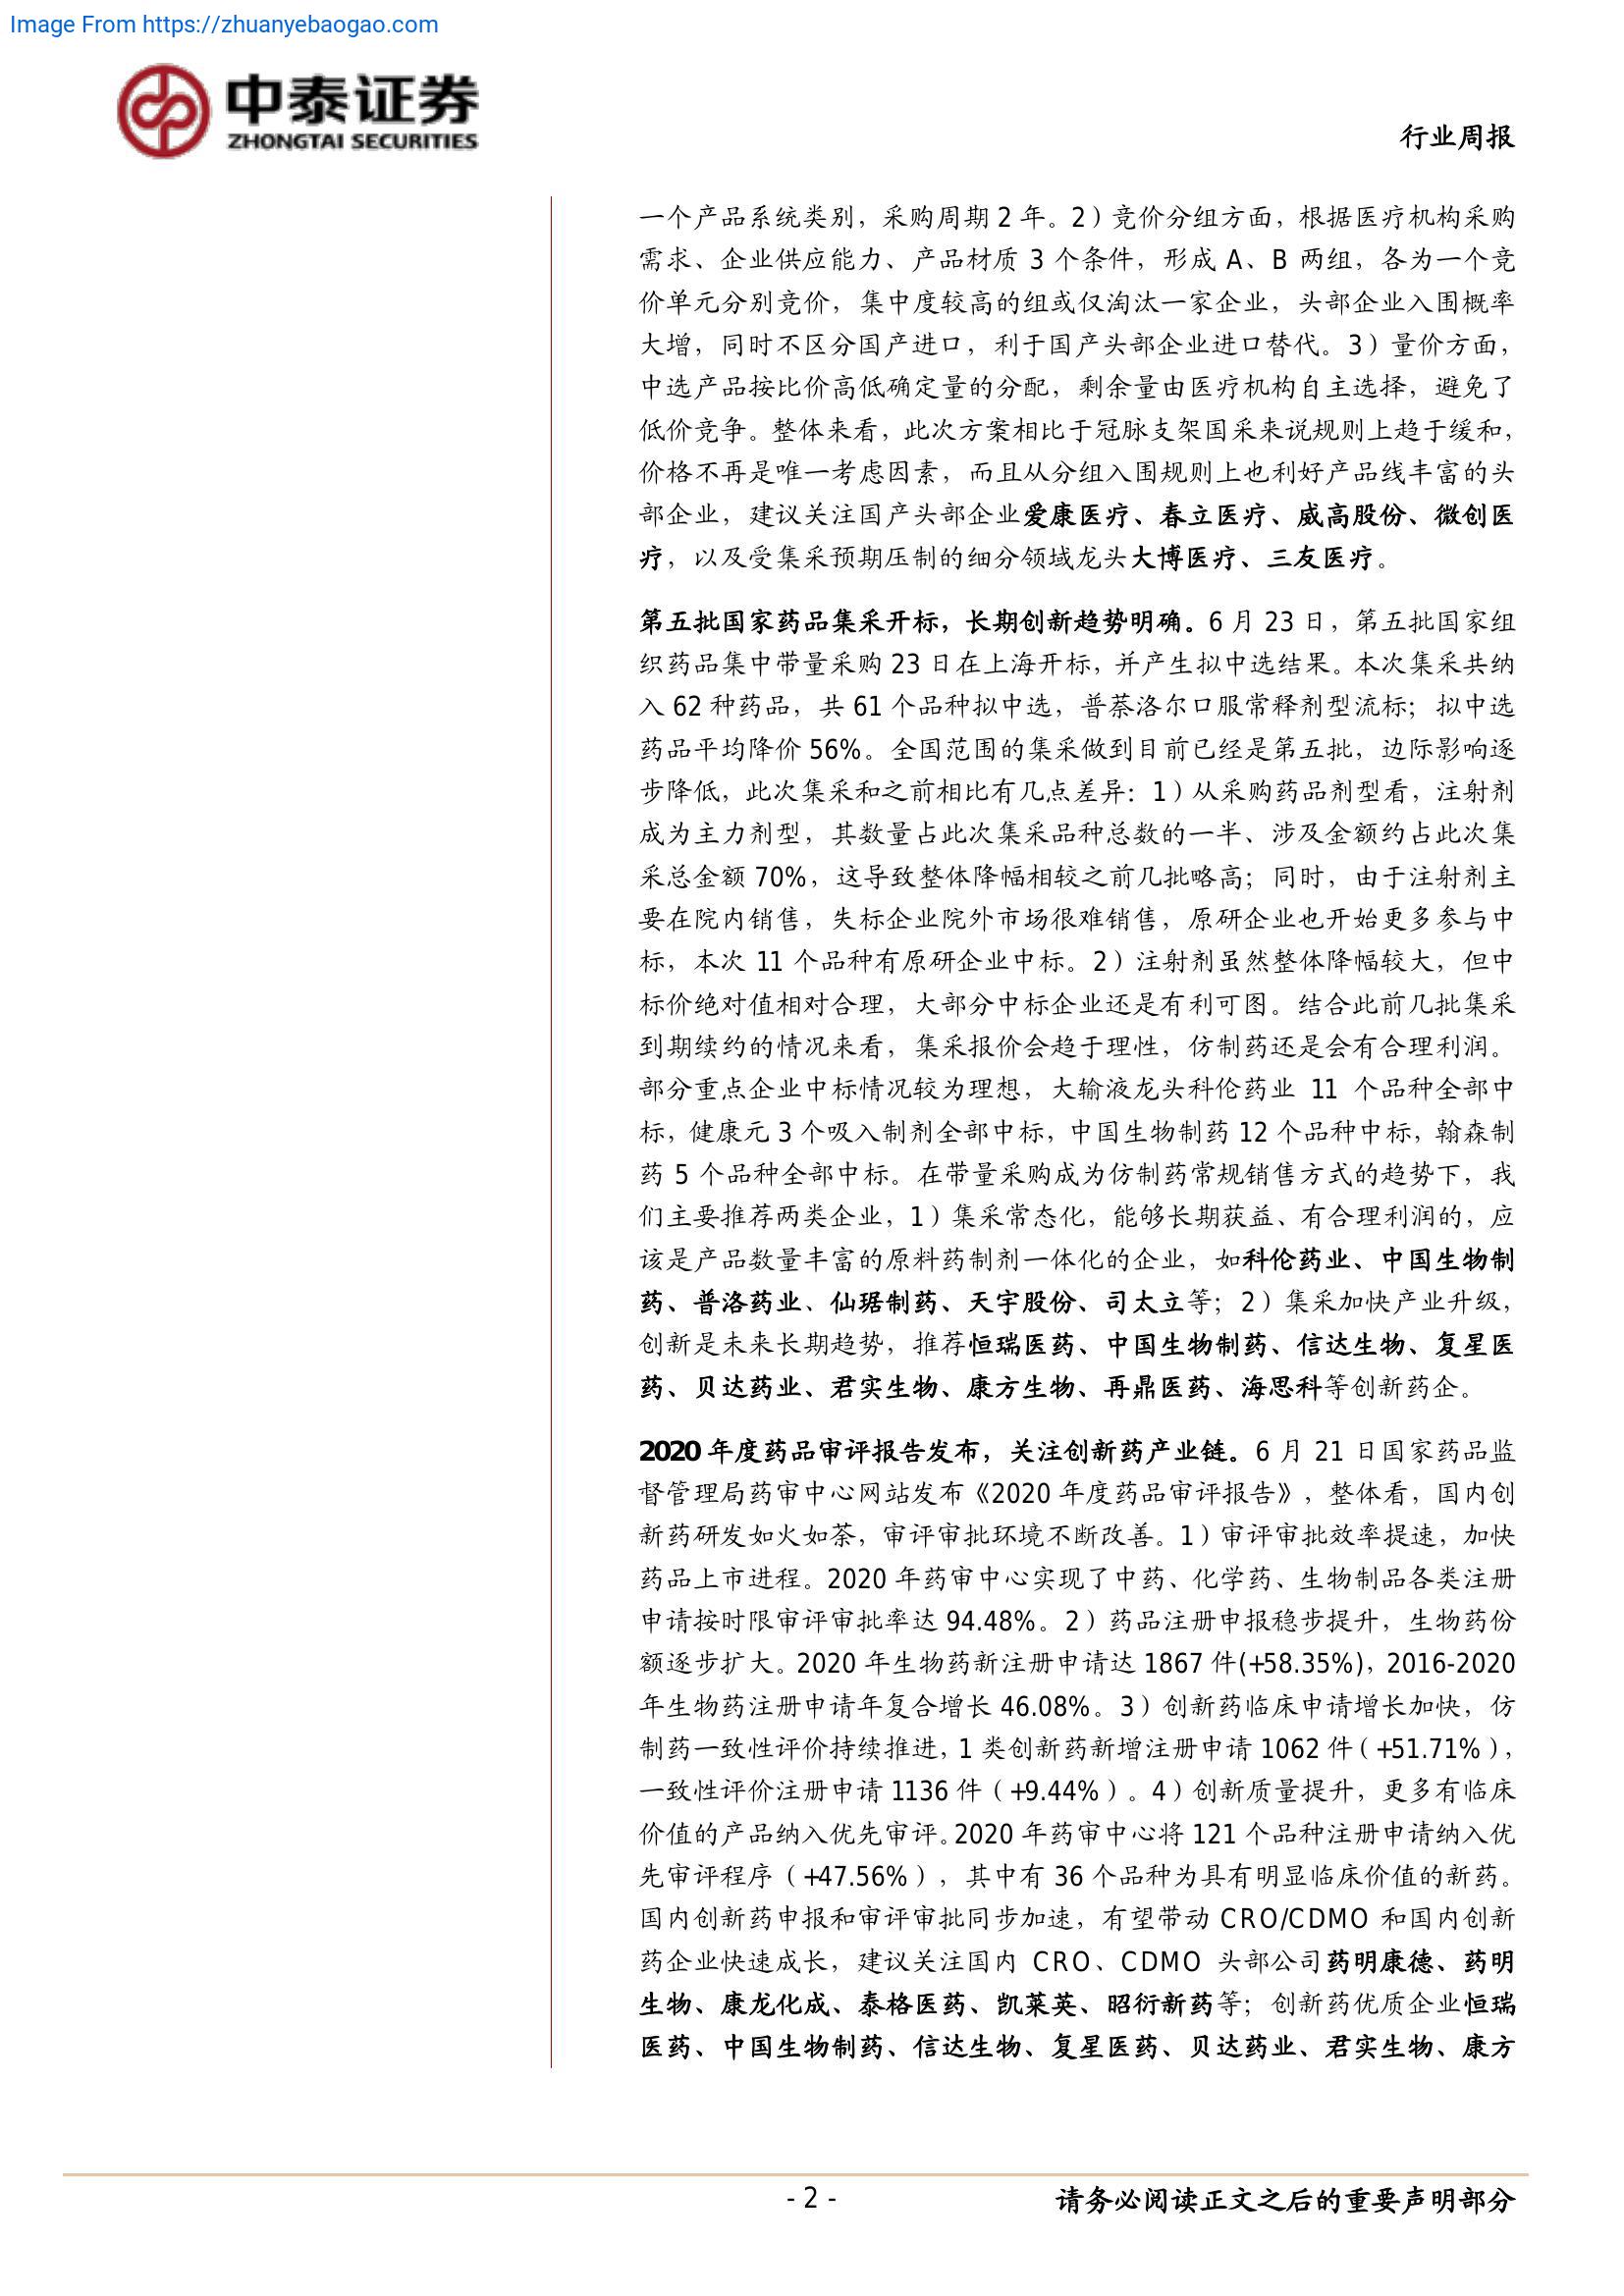 Image From https://zhuanyebaogao.com
中泰证券
ZHONGTAI SECURITIES
行业周报
一个产品系统类别，采购周期 2 年。2）竞价分组方面，根据医疗机构采购
需求、企业供应能力、产品材质 3 个条件，形成 A、B 两组，各为一个竞
价单元分别竞价，集中度较高的组或仅淘汰一家企业，头部企业入围概率
大增，同时不区分国产进口，利于国产头部企业进口替代。3）量价方面，
中选产品按比价高低确定量的分配，剩余量由医疗机构自主选择，避免了
低价竞争。整体来看，此次方案相比于冠脉支架国采来说规则上趋于缓和，
价格不再是唯一考虑因素，而且从分组入围规则上也利好产品线丰富的头
部企业，建议关注国产头部企业爱康医疗、春立医疗、威高股份、微创医
疗，以及受集采预期压制的细分领域龙头大博医疗、三友医疗。
第五批国家药品集采开标，长期创新趋势明确。6 月 23 日，第五批国家组
织药品集中带量采购 23 日在上海开标，并产生拟中选结果。本次集采共纳
入 62 种药品，共 61 个品种拟中选，普萘洛尔口服常释剂型流标；拟中选
药品平均降价 56%。全国范围的集采做到目前已经是第五批，边际影响逐
步降低，此次集采和之前相比有几点差异：1）从采购药品剂型看，注射剂
成为主力剂型，其数量占此次集采品种总数的一半、涉及金额约占此次集
采总金额 70%，这导致整体降幅相较之前几批略高；同时，由于注射剂主
要在院内销售，失标企业院外市场很难销售，原研企业也开始更多参与中
标，本次 11 个品种有原研企业中标。2）注射剂虽然整体降幅较大，但中
标价绝对值相对合理，大部分中标企业还是有利可图。结合此前几批集采
到期续约的情况来看，集采报价会趋于理性，仿制药还是会有合理利润。
部分重点企业中标情况较为理想，大输液龙头科伦药业 11 个品种全部中
标，健康元 3 个吸入制剂全部中标，中国生物制药 12 个品种中标，翰森制
药 5 个品种全部中标。在带量采购成为仿制药常规销售方式的趋势下，我
们主要推荐两类企业，1）集采常态化，能够长期获益、有合理利润的，应
该是产品数量丰富的原料药制剂一体化的企业，如科伦药业、中国生物制
药、普洛药业、仙琚制药、天宇股份、司太立等；2）集采加快产业升级，
创新是未来长期趋势，推荐恒瑞医药、中国生物制药、信达生物、复星医
药、贝达药业、君实生物、康方生物、再鼎医药、海思科等创新药企。
2020 年度药品审评报告发布，关注创新药产业链。6 月 21 日国家药品监
督管理局药审中心网站发布《2020 年度药品审评报告》，整体看，国内创
新药研发如火如荼，审评审批环境不断改善。1）审评审批效率提速，加快
药品上市进程。2020 年药审中心实现了中药、化学药、生物制品各类注册
申请按时限审评审批率达 94.48%。2）药品注册申报稳步提升，生物药份
额逐步扩大。2020 年生物药新注册申请达 1867 件(+58.35%)，2016-2020
年生物药注册申请年复合增长 46.08%。3）创新药临床申请增长加快，仿
制药一致性评价持续推进，1 类创新药新增注册申请 1062 件（+51.71%），
一致性评价注册申请 1136 件（+9.44%）。4）创新质量提升，更多有临床
价值的产品纳入优先审评。2020 年药审中心将 121 个品种注册申请纳入优
先审评程序（+47.56%），其中有 36 个品种为具有明显临床价值的新药。
国内创新药申报和审评审批同步加速，有望带动 CRO/CDMO 和国内创新
药企业快速成长，建议关注国内 CRO、CDMO 头部公司药明康德、药明
生物、康龙化成、泰格医药、凯莱英、昭衍新药等；创新药优质企业恒瑞
医药、中国生物制药、信达生物、复星医药、贝达药业、君实生物、康方
- 2 -
请务必阅读正文之后的重要声明部分